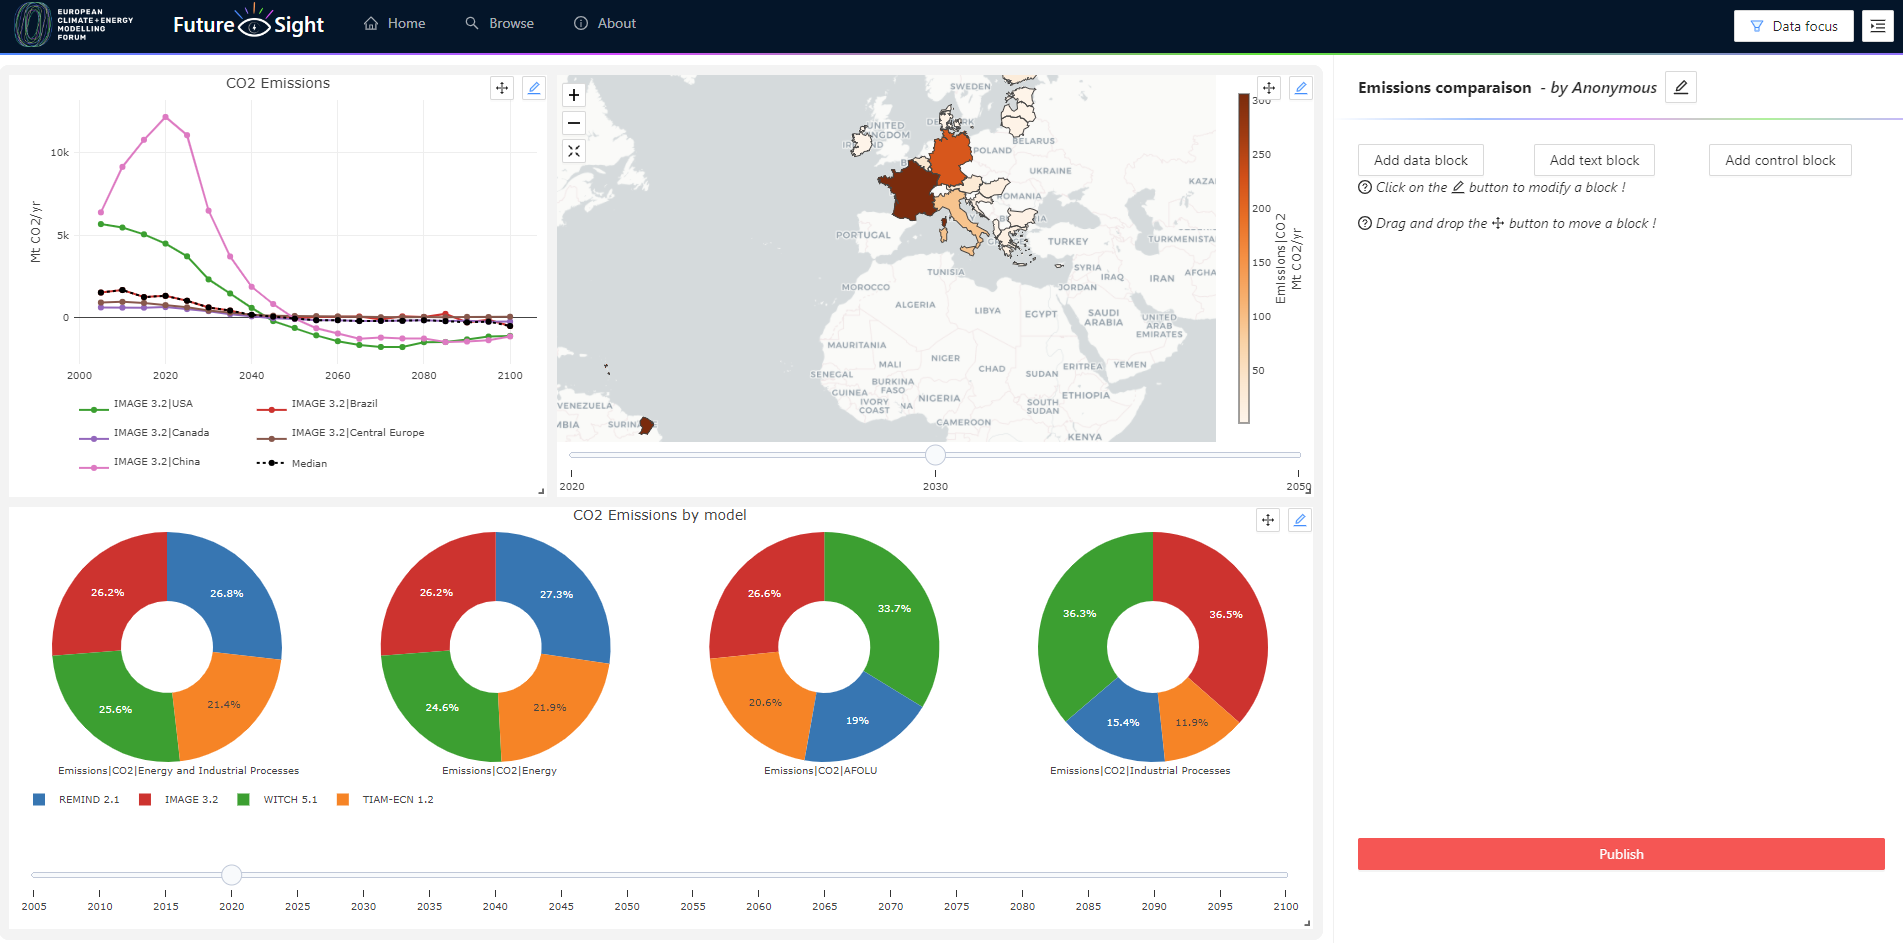 EUROPEAN
CLIMATE+ENERGY
MODELLING
FORUM
Future Sight
Home
Browse
About
Data focus
CO2 Emissions
10k
5k
0
Mt CO2/yr
2000 2020 2040 2060 2080 2100
IMAGE 3.2|USA
IMAGE 3.2|Brazil
IMAGE 3.2|Canada
IMAGE 3.2|Central Europe
IMAGE 3.2|China
Median
SWEDEN
UNITED
KINGDOM
BELARUS
POLAND
UKRAINE
KAZA
ROMANIA
PORTUGAL
TURKEY
TURKMENISTA
TUNISIA
SYRIA
IRAQ
IRAN
AFGHA
MOROCCO
JORDAN
ALGERIA
LIBYA
EGYPT
SAUDI
ARABIA
UNITED
ARAB
EMIRATES
MAURITANIA
MALI
NIGER
CHAD
SUDAN
ERITREA
YEMEN
SENEGAL
BURKINA
FASO
GUINEA
IVORY
COAST
NA
NIGERIA
ETHIOPIA
SOUTH
SUDAN
CAMEROON
KENYA
VENEZUELA
MBIA
SURIN
300
250
200
150
100
50
Emissions|CO2
Mt CO2/yr
2020 2030 2050
CO2 Emissions by model
26.2% 26.8% 25.6% 21.4%
26.2% 27.3% 24.6% 21.9%
26.6% 33.7% 20.6% 19%
36.3% 36.5% 15.4% 11.9%
Emissions|CO2|Energy and Industrial Processes
Emissions|CO2|Energy
Emissions|CO2|AFOLU
Emissions|CO2|Industrial Processes
REMIND 2.1 IMAGE 3.2 WITCH 5.1 TIAM-ECN 1.2
2005 2010 2015 2020 2025 2030 2035 2040 2045 2050 2055 2060 2065 2070 2075 2080 2085 2090 2095 2100
Emissions comparaison - by Anonymous
Add data block
Add text block
Add control block
Click on the button to modify a block !
Drag and drop the button to move a block !
Publish